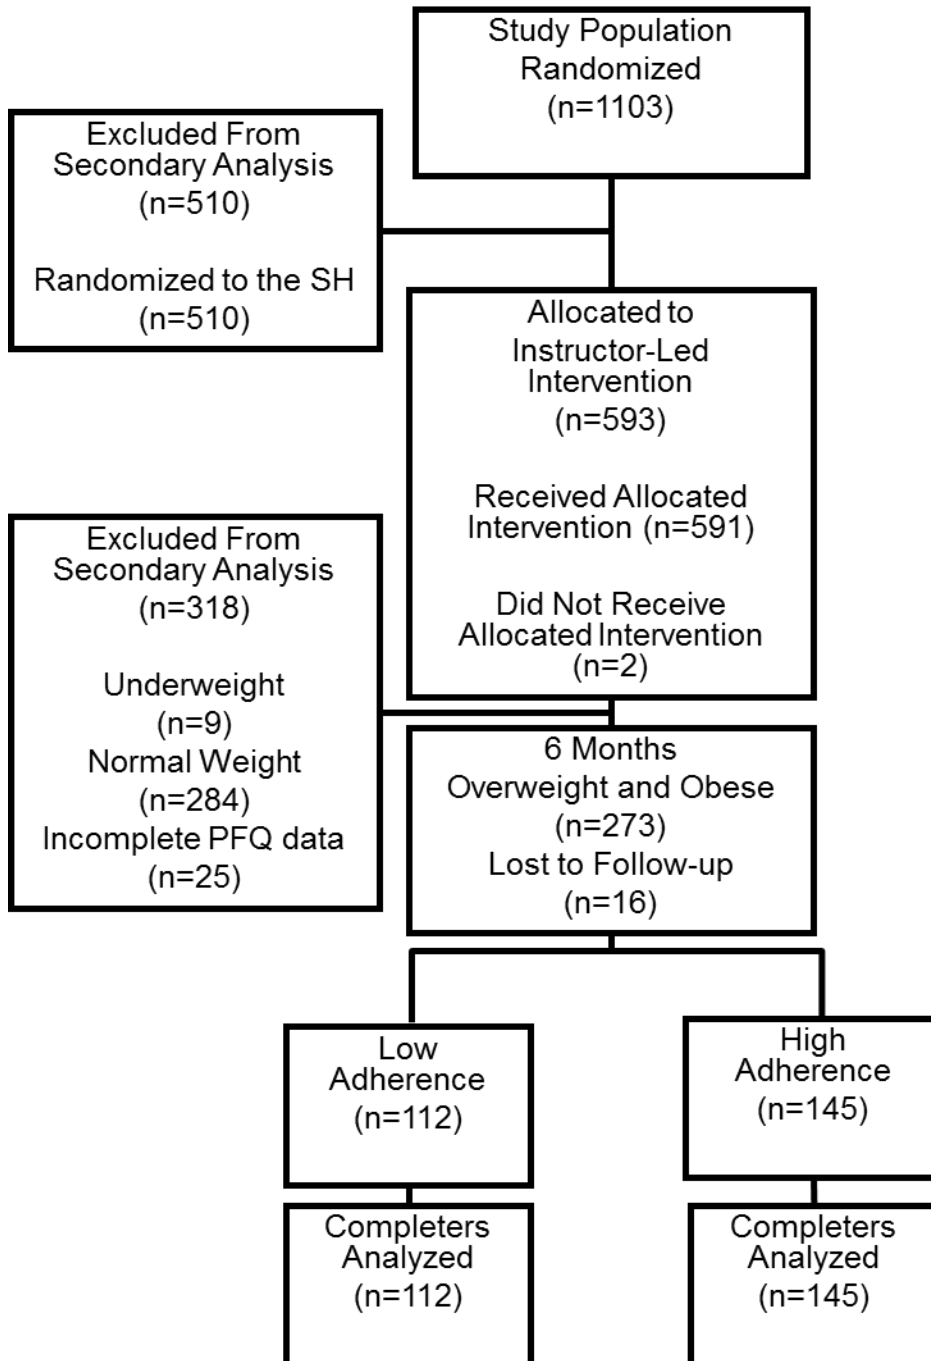 Study Population
Randomized
(n=1103)
Excluded From
Secondary Analysis
(n=510)
Randomized to the SH
(n=510)
Allocated to
Instructor-Led
Intervention
(n=593)
Received Allocated
Intervention (n=591)
Did Not Receive
Allocated Intervention
(n=2)
Excluded From
Secondary Analysis
(n=318)
Underweight
(n=9)
Normal Weight
(n=284)
Incomplete PFQ data
(n=25)
6 Months
Overweight and Obese
(n=273)
Lost to Follow-up
(n=16)
Low
Adherence
(n=112)
High
Adherence
(n=145)
Completers
Analyzed
(n=112)
Completers
Analyzed
(n=145)